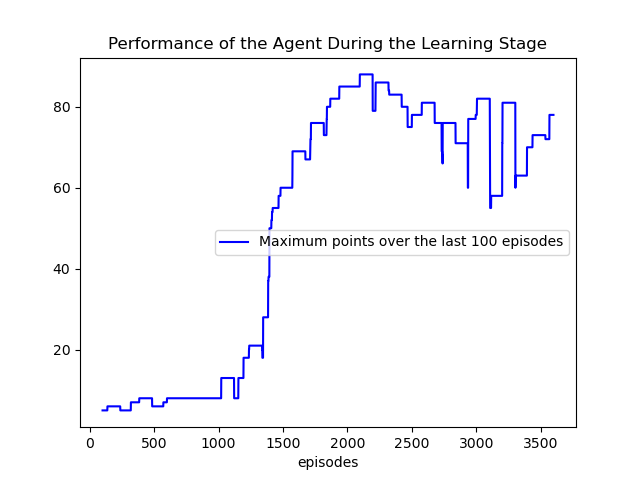 Performance of the Agent During the Learning Stage
80
60
Maximum points over the last 100 episodes
40
20
0 500 1000 1500 2000 2500 3000 3500
episodes